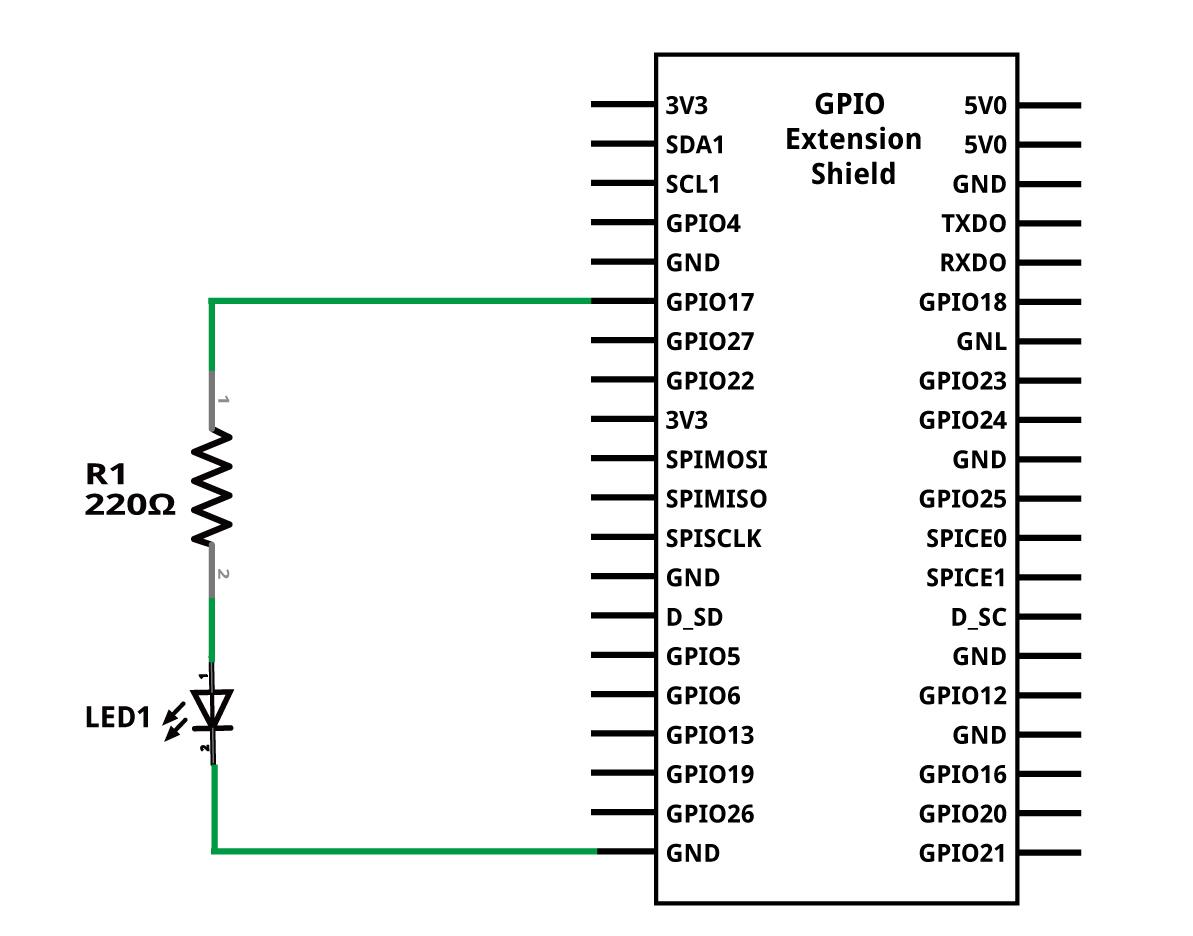 GPIO
Extension
Shield
3V3
SDA1
SCL1
GPIO4
GND
GPIO17
GPIO27
GPIO22
3V3
SPIMOSI
SPIMISO
SPISCLK
GND
D_SD
GPIO5
GPIO6
GPIO13
GPIO19
GPIO26
GND
5V0
5V0
GND
TXDO
RXDO
GPIO18
GNL
GPIO23
GPIO24
GND
GPIO25
SPICE0
SPICE1
D_SC
GND
GPIO12
GND
GPIO16
GPIO20
GPIO21
1
R1
220Ω
2
1
LED1
2